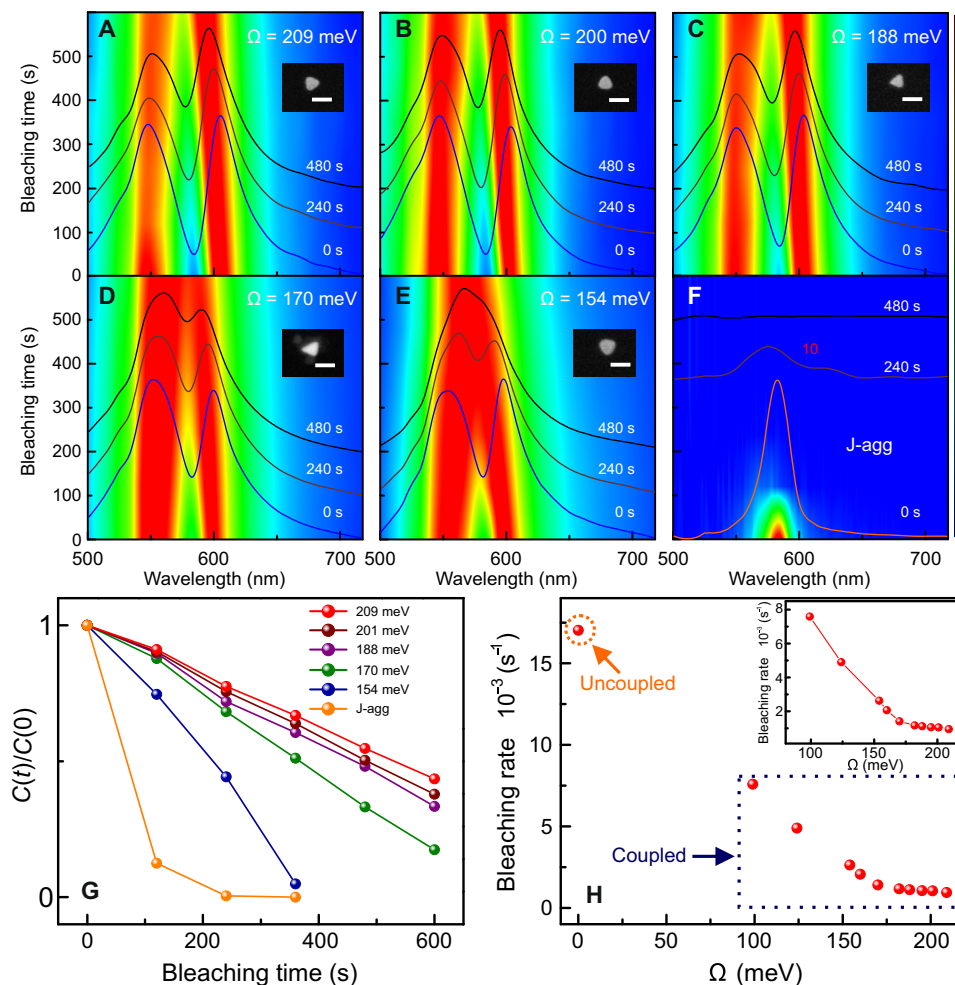 A
Ω = 209 meV
B
Ω = 200 meV
C
Ω = 188 meV
Bleaching time (s)
500
400
300
200
100
0
480 s
240 s
0 s
480 s
240 s
0 s
480 s
240 s
0 s
D
Ω = 170 meV
E
Ω = 154 meV
F
Bleaching time (s)
500
400
300
200
100
0
480 s
240 s
0 s
480 s
240 s
0 s
480 s
10
240 s
J-agg
0 s
500 600 700
500 600 700
500 600 700
Wavelength (nm)
Wavelength (nm)
Wavelength (nm)
C(t)/C(0)
1
0
209 meV
201 meV
188 meV
170 meV
154 meV
J-agg
G
0 200 400 600
Bleaching time (s)
Bleaching rate 10⁻³ (s⁻¹)
15
10
5
0
Uncoupled
Coupled
H
0 50 100 150 200
Ω (meV)
Bleaching rate 10⁻³ (s⁻¹)
8
6
4
2
100 150 200
Ω (meV)